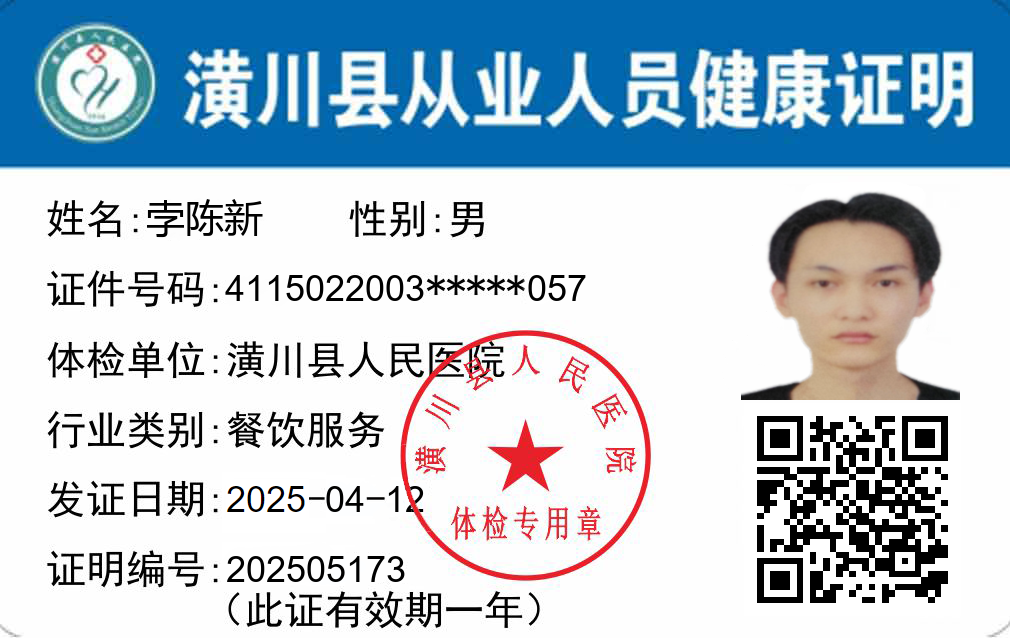 潢川县从业人员健康证明
姓名:孛陈新 性别:男
证件号码:4115022003*****057
体检单位:潢川县人民医院
行业类别:餐饮服务
发证日期:2025-04-12
证明编号:202505173
(此证有效期一年)
潢川县人民医院
体检专用章